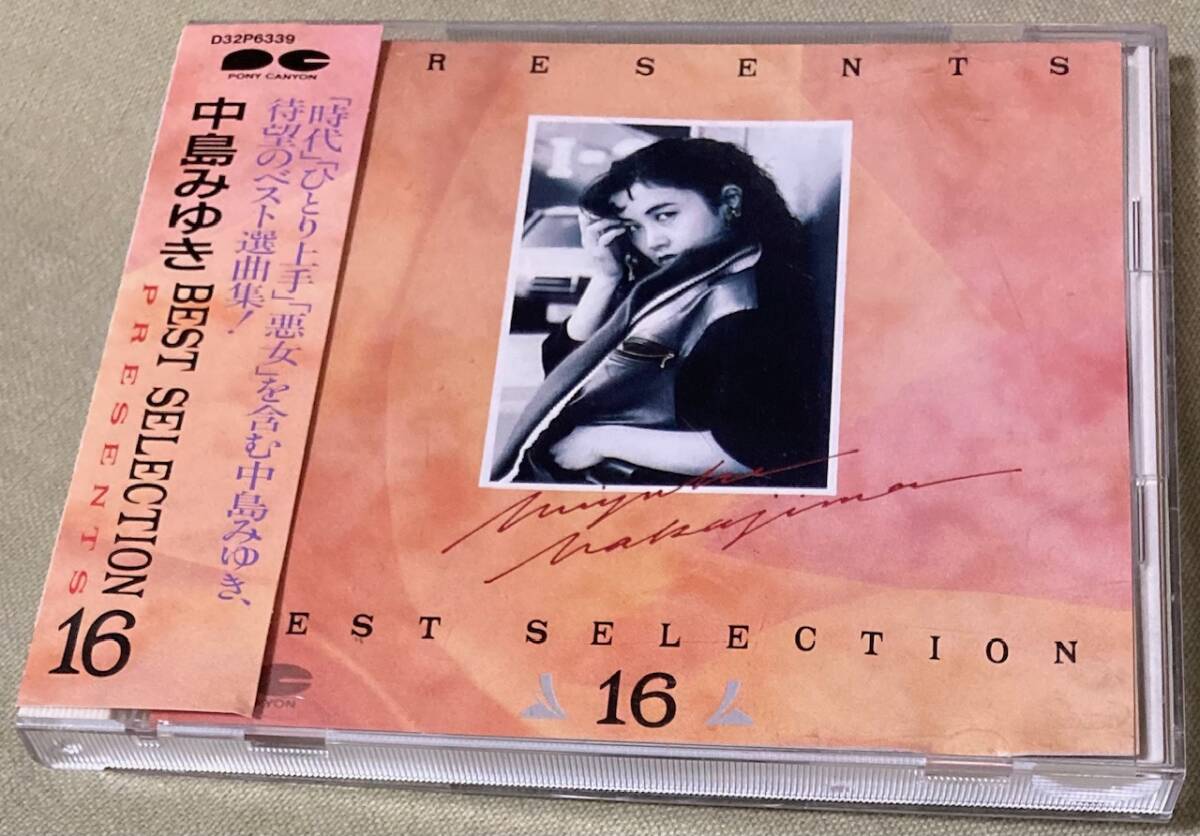 D32P6339
PONY CANYON
「時代」「ひとり上手」「悪女」を含む中島みゆき、
待望のベスト選曲集!
中島みゆき BEST SELECTION 16
PRESENTS
RESENTS
Miyuki
Nakajima
EST SELECTION
16
YON